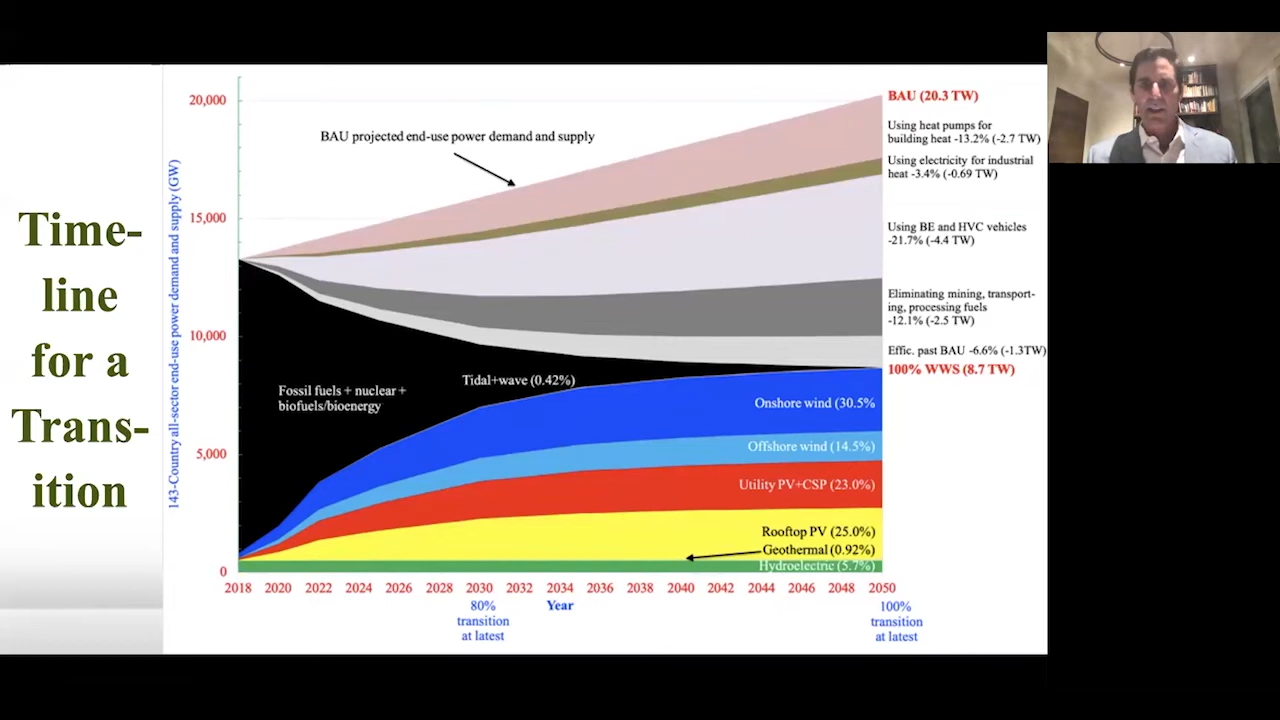 Time-
line
for a
Trans-
ition
143-Country all-sector end-use power demand and supply (GW)
20,000
15,000
10,000
5,000
0
BAU projected end-use power demand and supply
Fossil fuels + nuclear +
biofuels/bioenergy
Tidal+wave (0.42%)
Onshore wind (30.5%
Offshore wind (14.5%)
Utility PV+CSP (23.0%)
Rooftop PV (25.0%)
Geothermal (0.92%)
Hydroelectric (5.7%)
BAU (20.3 TW)
Using heat pumps for
building heat -13.2% (-2.7 TW)
Using electricity for industrial
heat -3.4% (-0.69 TW)
Using BE and HVC vehicles
-21.7% (-4.4 TW)
Eliminating mining, transport-
ing, processing fuels
-12.1% (-2.5 TW)
Effic. past BAU -6.6% (-1.3TW)
100% WWS (8.7 TW)
2018 2020 2022 2024 2026 2028 2030 2032 2034 2036 2038 2040 2042 2044 2046 2048 2050
80%
transition
at latest
Year
100%
transition
at latest